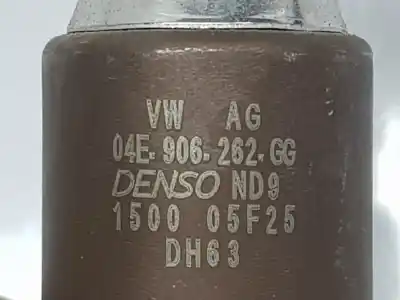 VW AG
04E-906-262-GG
DENSO ND9
1500 05F25
DH63